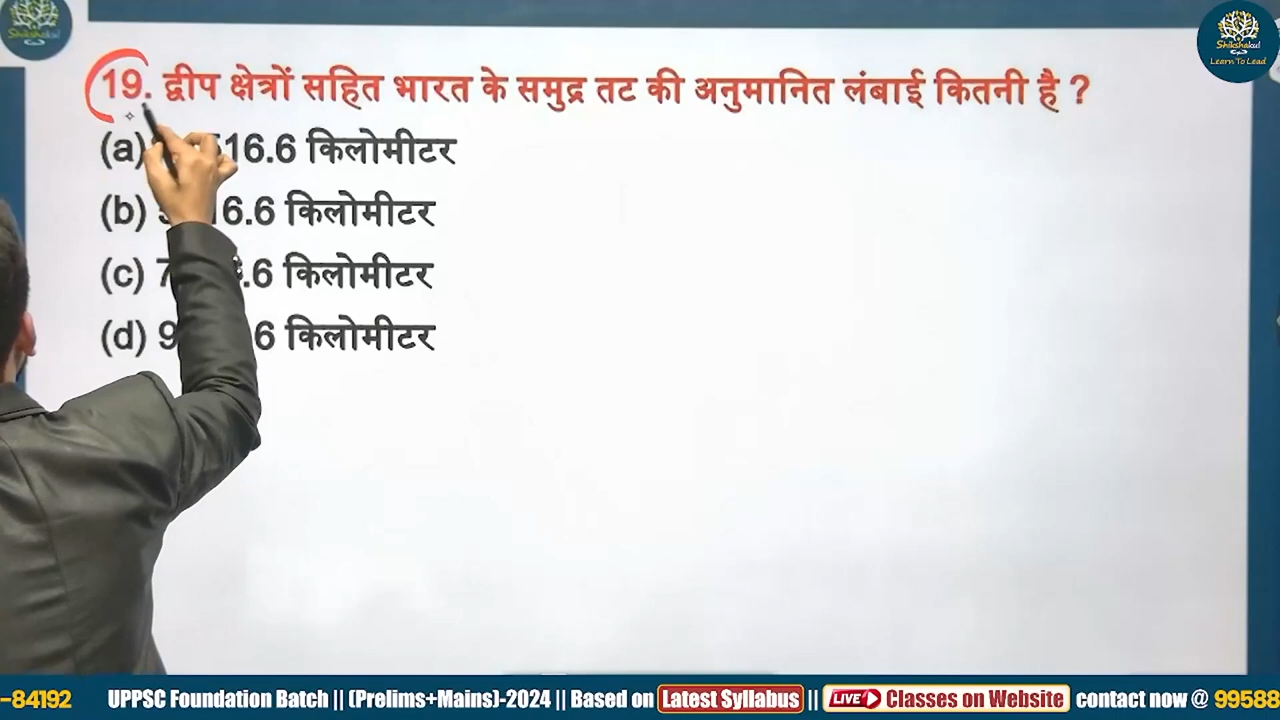 Shikshakul
Shikshakul
Learn To Lead
19. द्वीप क्षेत्रों सहित भारत के समुद्र तट की अनुमानित लंबाई कितनी है ?
(a) 16.6 किलोमीटर
(b) 6.6 किलोमीटर
(c) 7 .6 किलोमीटर
(d) 9 6 किलोमीटर
-84192 UPPSC Foundation Batch || (Prelims+Mains)-2024 || Based on Latest Syllabus || LIVE Classes on Website contact now @ 99588